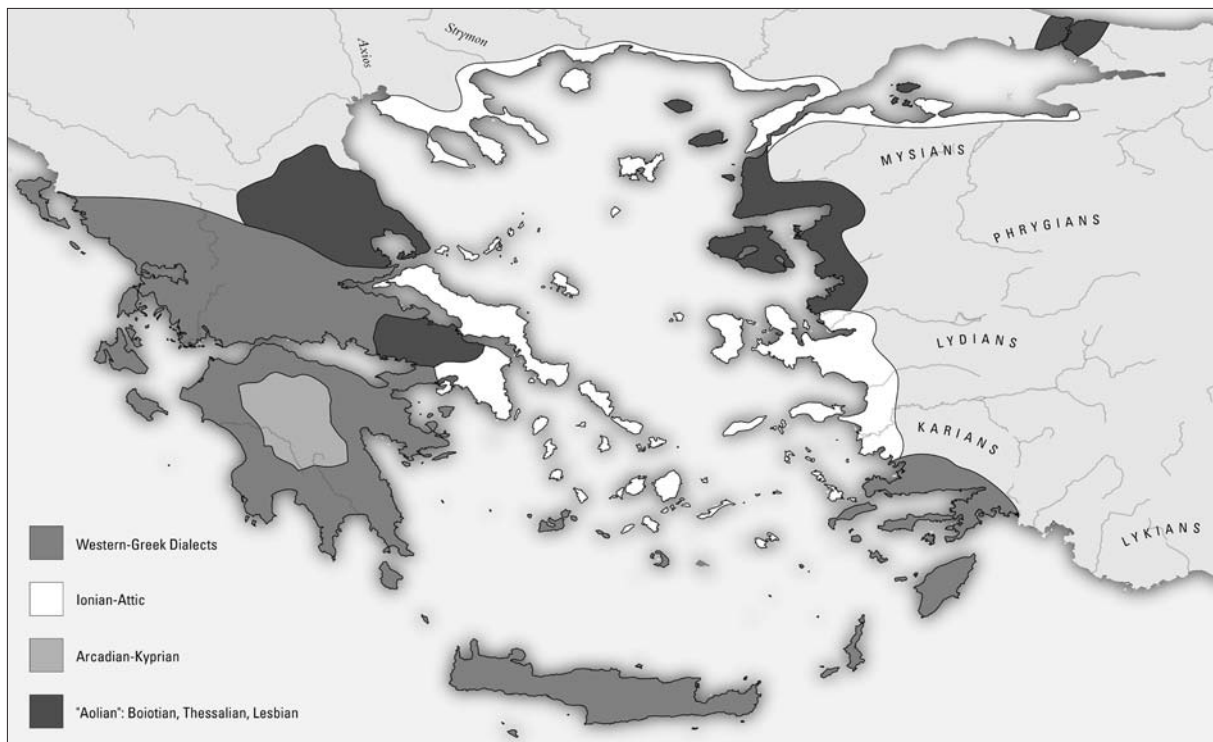 Strymon
Axios
MYSIANS
PHRYGIANS
LYDIANS
KARIANS
LYKIANS
Western-Greek Dialects
Ionian-Attic
Arcadian-Kyprian
"Aolian": Boiotian, Thessalian, Lesbian